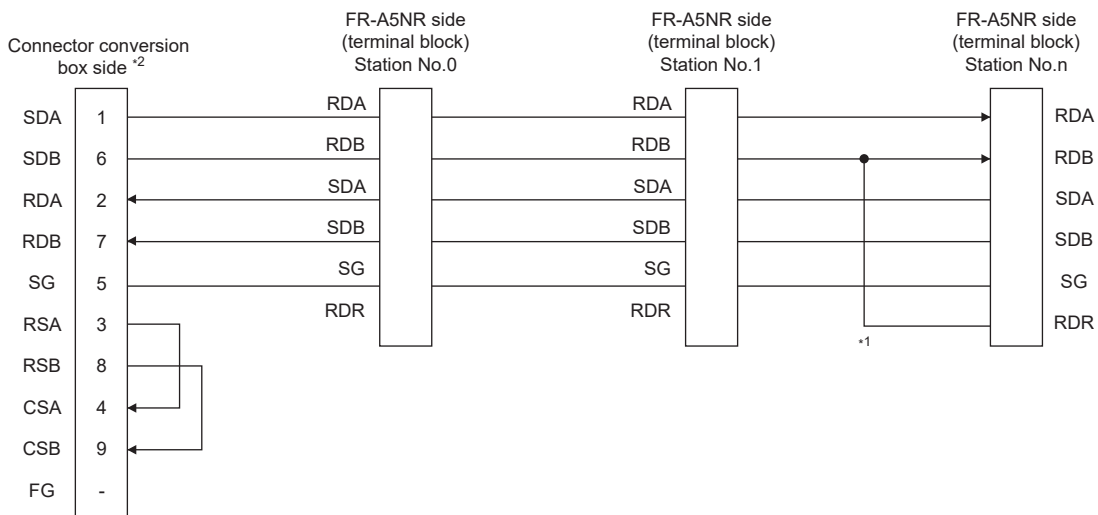 FR-A5NR side
(terminal block)
Station No.0
FR-A5NR side
(terminal block)
Station No.1
FR-A5NR side
(terminal block)
Station No.n
Connector conversion
box side *2
SDA 1 RDA RDA RDA
SDB 6 RDB RDB RDB
RDA 2 SDA SDA SDA
RDB 7 SDB SDB SDB
SG 5 SG SG SG
RSA 3 RDR RDR RDR
*1
RSB 8
CSA 4
CSB 9
FG -